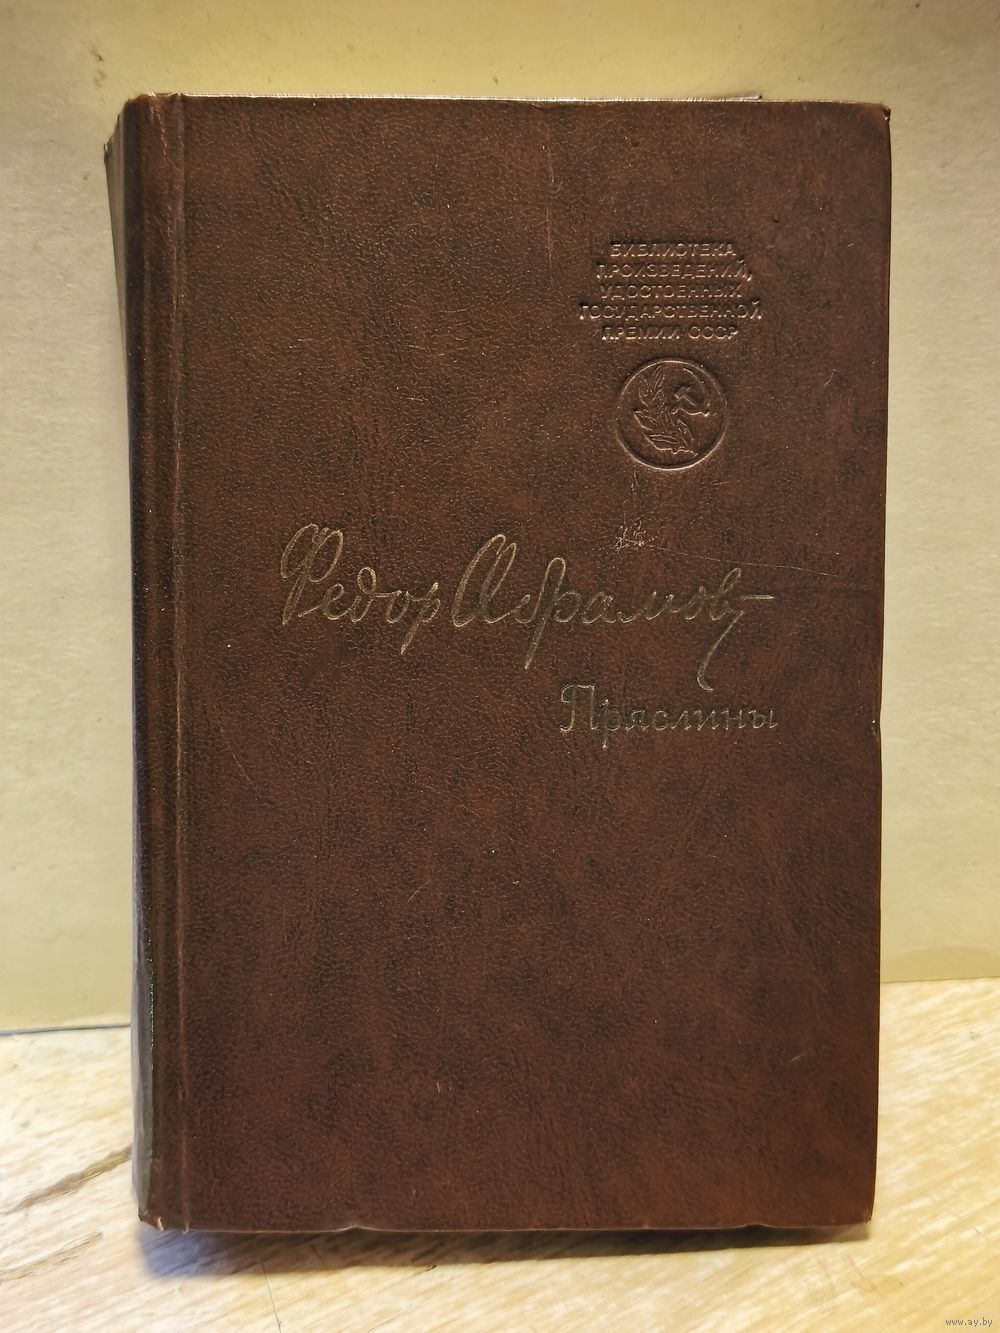 БИБЛИОТЕКА
ПРОИЗВЕДЕНИЙ,
УДОСТОЕННЫХ
ГОСУДАРСТВЕННОЙ
ПРЕМИИ СССР
Федор Абрамов
Пряслины
www.ay.by